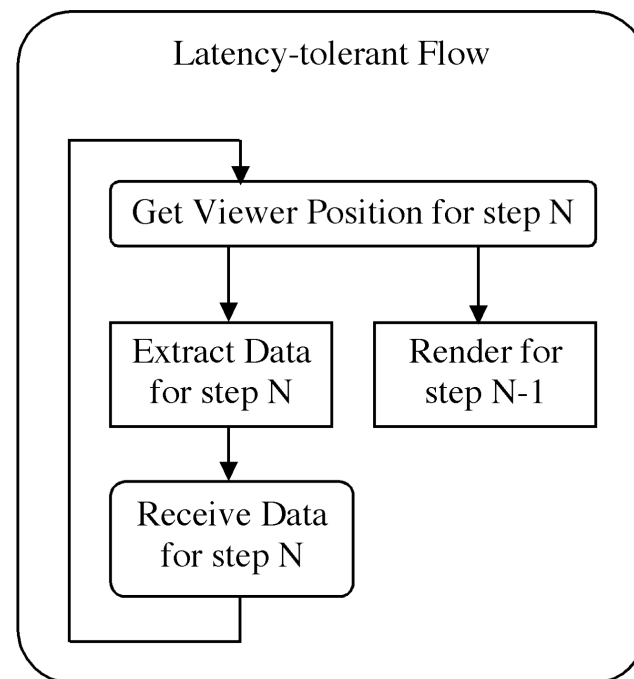 Latency-tolerant Flow
Get Viewer Position for step N
Extract Data
for step N
Render for
step N-1
Receive Data
for step N